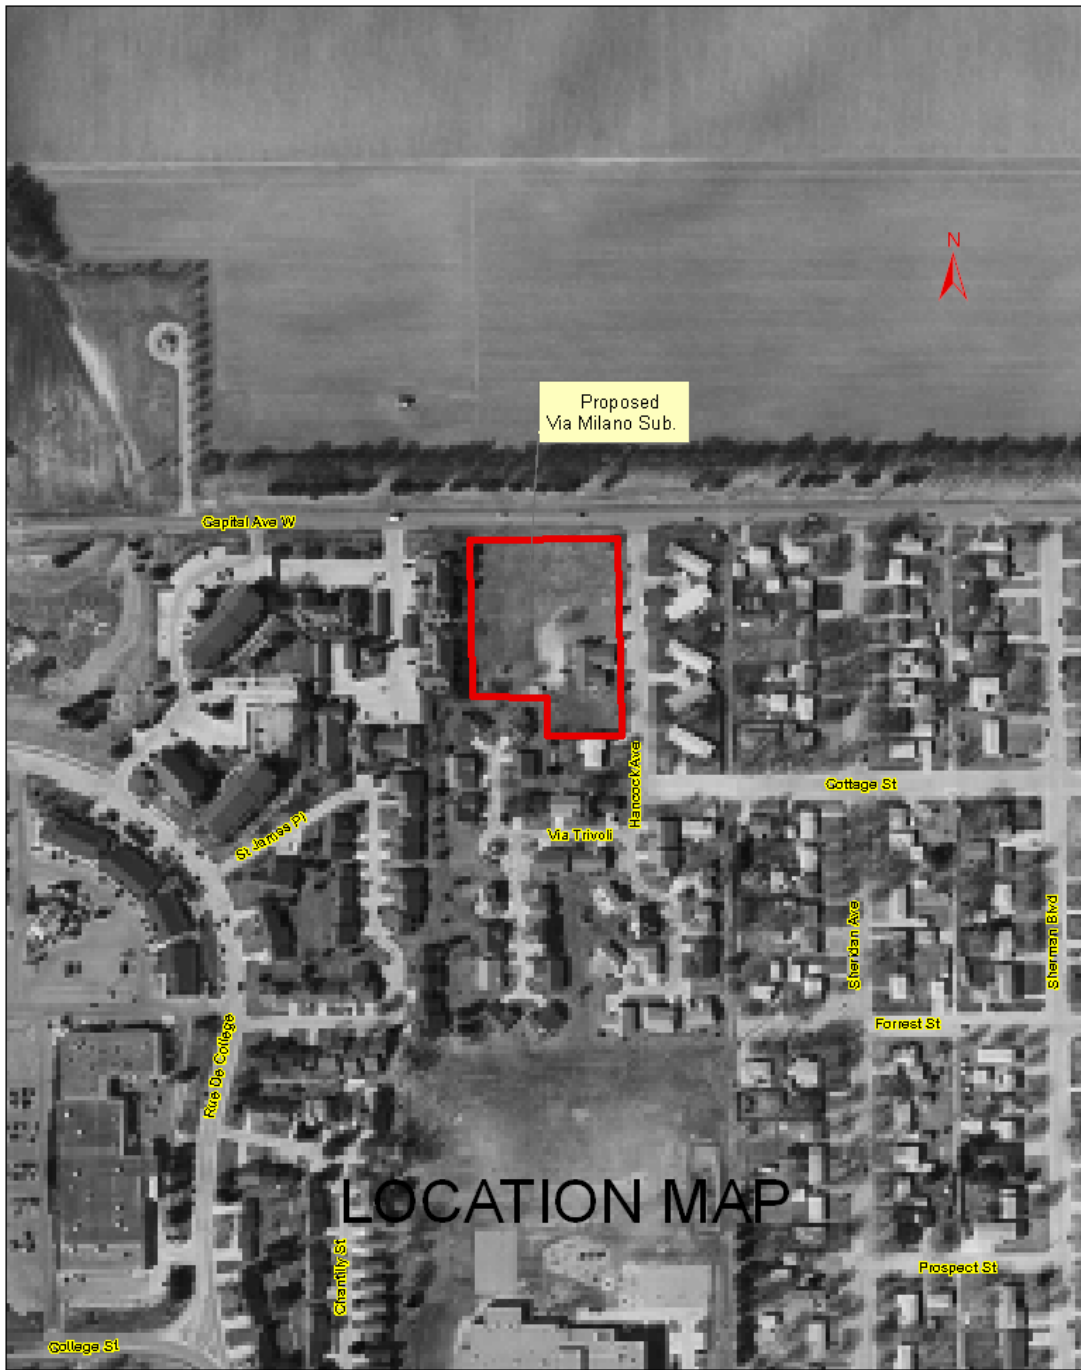 N
Proposed
Via Milano Sub.
Capital Ave W
Cottage St
Hancock Ave
Via Trivoli
St James Pl
Sheridan Ave
Sherman Blvd
Forrest St
Rue De College
LOCATION MAP
Chantilly St
Prospect St
College St